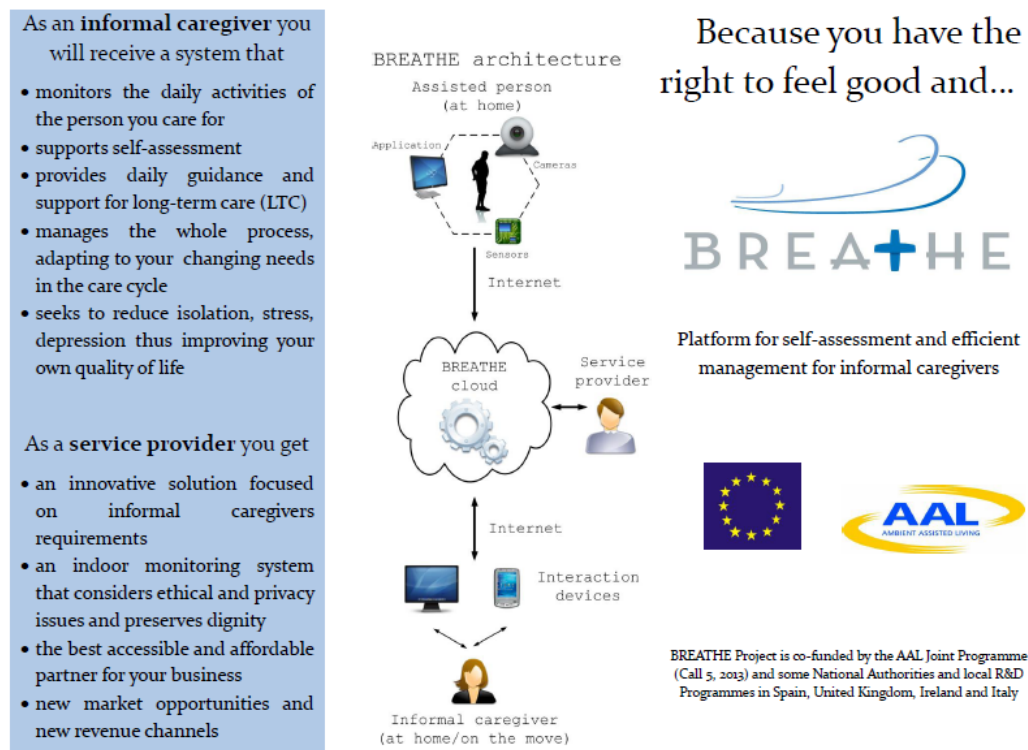 As an informal caregiver you
will receive a system that
• monitors the daily activities of
the person you care for
• supports self-assessment
• provides daily guidance and
support for long-term care (LTC)
• manages the whole process,
adapting to your changing needs
in the care cycle
• seeks to reduce isolation, stress,
depression thus improving your
own quality of life
As a service provider you get
• an innovative solution focused
on informal caregivers
requirements
• an indoor monitoring system
that considers ethical and privacy
issues and preserves dignity
• the best accessible and affordable
partner for your business
• new market opportunities and
new revenue channels
BREATHE architecture
Assisted person
(at home)
Application
Cameras
Sensors
Internet
BREATHE
cloud
Service
provider
Internet
Interaction
devices
Informal caregiver
(at home/on the move)
Because you have the
right to feel good and...
BREATHE
Platform for self-assessment and efficient
management for informal caregivers
AAL
AMBIENT ASSISTED LIVING
BREATHE Project is co-funded by the AAL Joint Programme
(Call 5, 2013) and some National Authorities and local R&D
Programmes in Spain, United Kingdom, Ireland and Italy